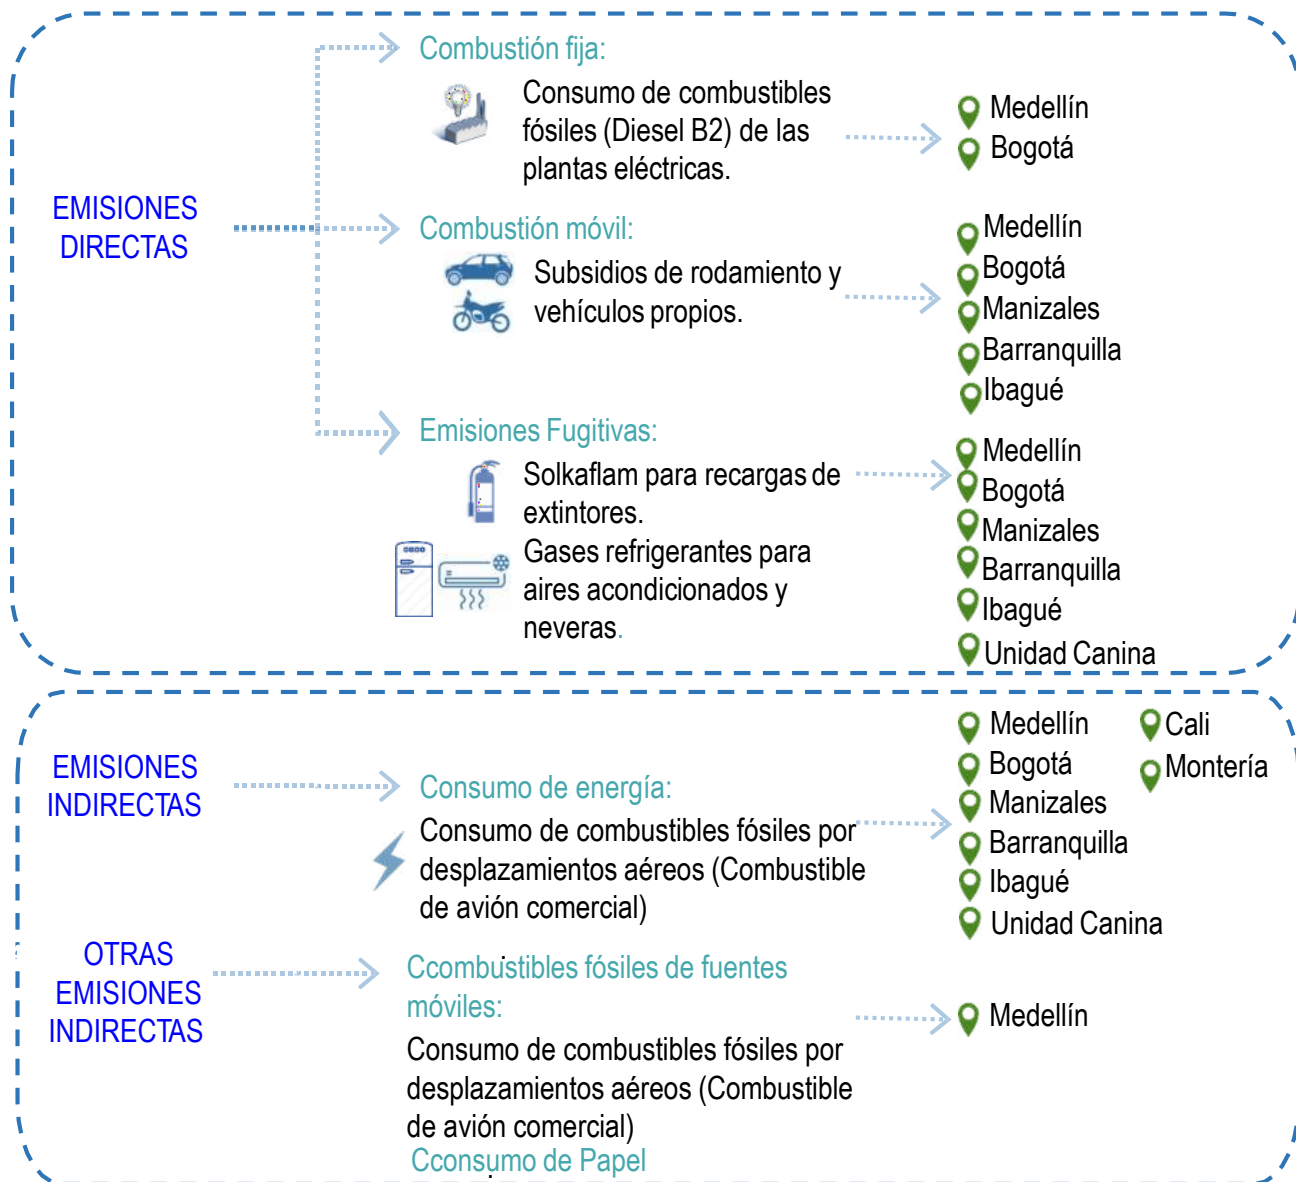 EMISIONES
DIRECTAS
Combustión fija:
Consumo de combustibles
fósiles (Diesel B2) de las
plantas eléctricas.
Medellín
Bogotá
Combustión móvil:
Subsidios de rodamiento y
vehículos propios.
Medellín
Bogotá
Manizales
Barranquilla
Ibagué
Emisiones Fugitivas:
Solkaflam para recargas de
extintores.
Gases refrigerantes para
aires acondicionados y
neveras.
Medellín
Bogotá
Manizales
Barranquilla
Ibagué
Unidad Canina
EMISIONES
INDIRECTAS
Consumo de energía:
Consumo de combustibles fósiles por
desplazamientos aéreos (Combustible
de avión comercial)
Medellín
Bogotá
Manizales
Barranquilla
Ibagué
Unidad Canina
Cali
Montería
OTRAS
EMISIONES
INDIRECTAS
Ccombustibles fósiles de fuentes
móviles:
Consumo de combustibles fósiles por
desplazamientos aéreos (Combustible
de avión comercial)
Cconsumo de Papel
Medellín